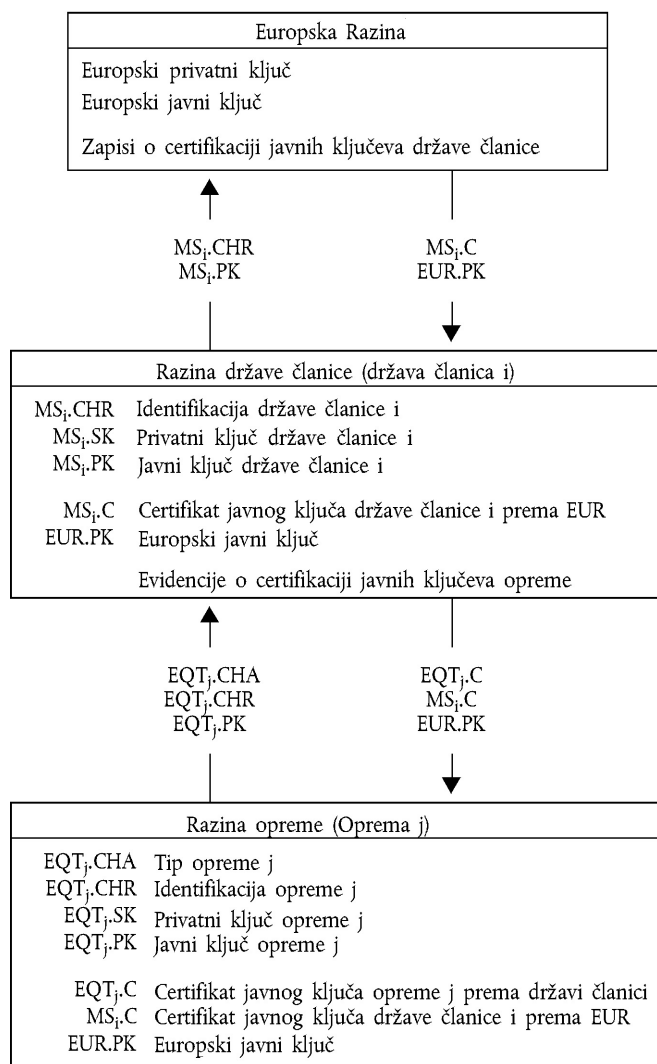 Europska Razina
Europski privatni ključ
Europski javni ključ
Zapisi o certifikaciji javnih ključeva države članice
MSi.CHR
MSi.PK
MSi.C
EUR.PK
Razina države članice (država članica i)
MSi.CHR Identifikacija države članice i
MSi.SK Privatni ključ države članice i
MSi.PK Javni ključ države članice i
MSi.C Certifikat javnog ključa države članice i prema EUR
EUR.PK Europski javni ključ
Evidencije o certifikaciji javnih ključeva opreme
EQTj.CHA
EQTj.CHR
EQTj.PK
EQTj.C
MSi.C
EUR.PK
Razina opreme (Oprema j)
EQTj.CHA Tip opreme j
EQTj.CHR Identifikacija opreme j
EQTj.SK Privatni ključ opreme j
EQTj.PK Javni ključ opreme j
EQTj.C Certifikat javnog ključa opreme j prema državi članici
MSi.C Certifikat javnog ključa države članice i prema EUR
EUR.PK Europski javni ključ